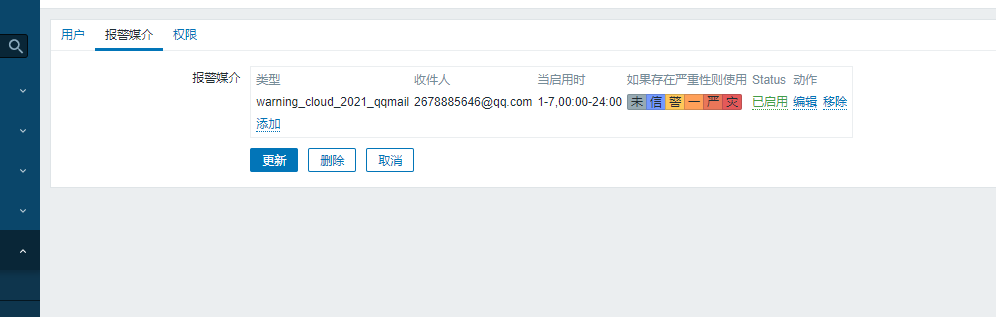 用户 报警媒介 权限
报警媒介 类型 收件人 当启用时 如果存在严重性则使用 Status 动作
warning_cloud_2021_qqmail 2678885646@qq.com 1-7,00:00-24:00 未 信 警 一 严 灾 已启用 编辑 移除
添加
更新 删除 取消